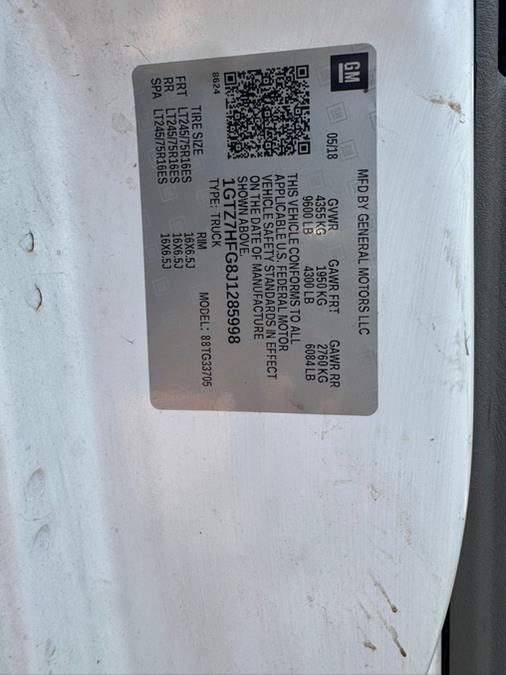 GM
MFD BY GENERAL MOTORS LLC
05/18 GVWR GAWR FRT GAWR RR
4355 KG 1950 KG 2760 KG
9600 LB 4300 LB 6084 LB
THIS VEHICLE CONFORMS TO ALL
APPLICABLE U.S. FEDERAL MOTOR
VEHICLE SAFETY STANDARDS IN EFFECT
ON THE DATE OF MANUFACTURE
SHOWN ABOVE.
1GTZ7HFG8J1285998
8624 TYPE: TRUCK MODEL: 88TG33705
TIRE SIZE RIM
FRT LT245/75R16ES 16X6.5J
RR LT245/75R16ES 16X6.5J
SPA LT245/75R16ES 16X6.5J